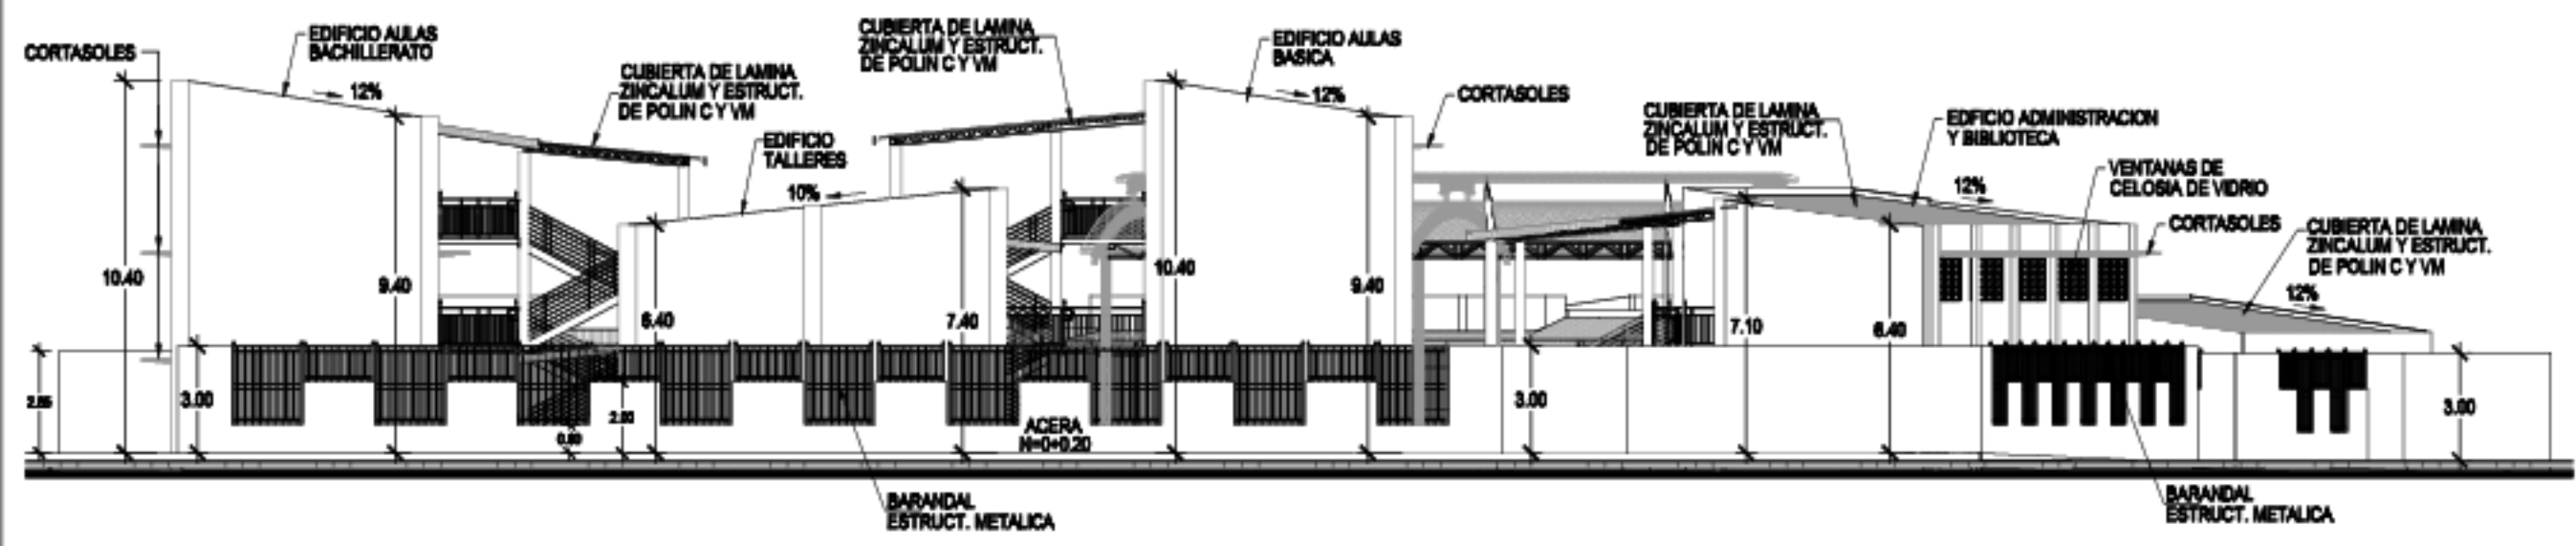 CORTASOLES
EDIFICIO AULAS
BACHILLERATO
12%
CUBIERTA DE LAMINA
ZINCALUM Y ESTRUCT.
DE POLIN C Y VM
EDIFICIO
TALLERES
10%
CUBIERTA DE LAMINA
ZINCALUM Y ESTRUCT.
DE POLIN C Y VM
EDIFICIO AULAS
BASICA
12%
CORTASOLES
CUBIERTA DE LAMINA
ZINCALUM Y ESTRUCT.
DE POLIN C Y VM
EDFICIO ADMINISTRACION
Y BIBLIOTECA
12%
VENTANAS DE
CELOSIA DE VIDRIO
CORTASOLES
CUBIERTA DE LAMINA
ZINCALUM Y ESTRUCT.
DE POLIN C Y VM
12%
10.40
9.40
6.40
7.40
10.40
9.40
7.10
6.40
3.00
2.00
3.00
3.00
ACERA
N=0+0.20
BARANDAL
ESTRUCT. METALICA
BARANDAL
ESTRUCT. METALICA